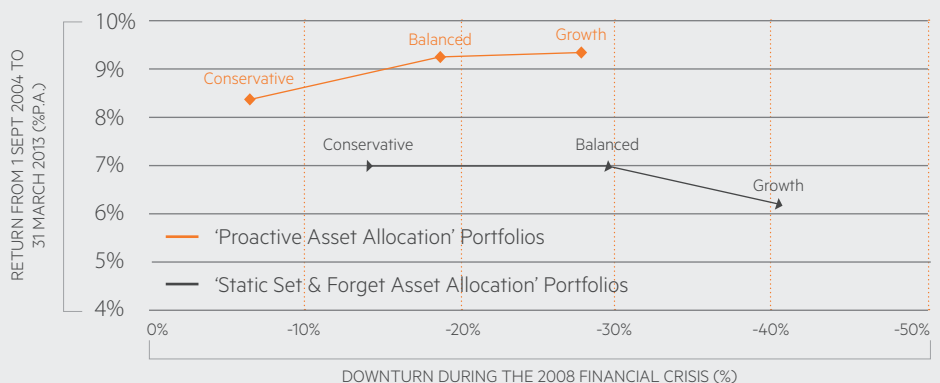 RETURN FROM 1 SEPT 2004 TO
31 MARCH 2013 (%P.A.)
10%
9%
8%
7%
6%
5%
4%
Conservative
Balanced
Growth
Conservative
Balanced
Growth
'Proactive Asset Allocation' Portfolios
'Static Set & Forget Asset Allocation' Portfolios
0% -10% -20% -30% -40% -50%
DOWNTURN DURING THE 2008 FINANCIAL CRISIS (%)